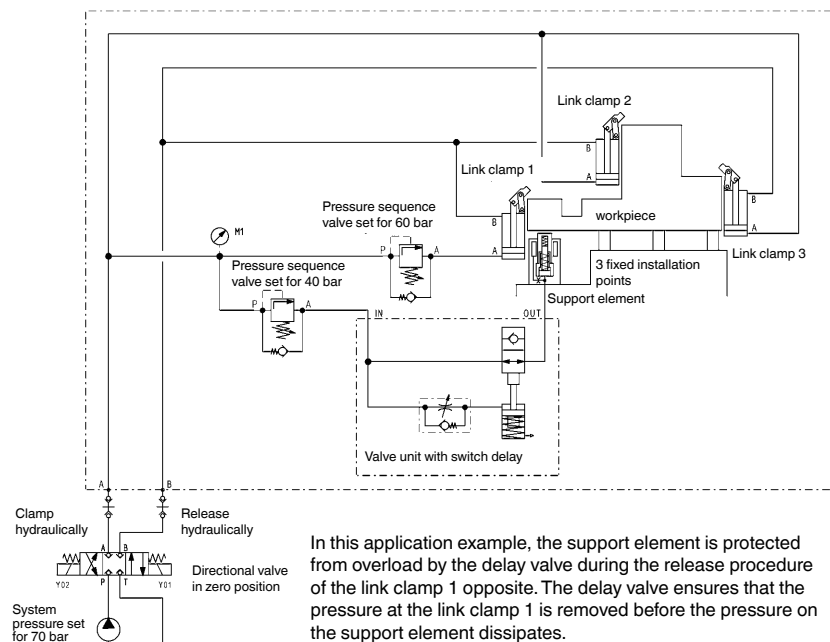 Link clamp 2
B
A
Link clamp 1
B
A
B
A
workpiece
Link clamp 3
Pressure sequence
valve set for 60 bar
M1
P
A
3 fixed installation
points
Pressure sequence
valve set for 40 bar
P
A
Support element
IN
OUT
Valve unit with switch delay
A
B
Clamp
hydraulically
Release
hydraulically
A
B
Directional valve
in zero position
Y02
Y01
P
T
System
pressure set
for 70 bar
In this application example, the support element is protected
from overload by the delay valve during the release procedure
of the link clamp 1 opposite. The delay valve ensures that the
pressure at the link clamp 1 is removed before the pressure on
the support element dissipates.